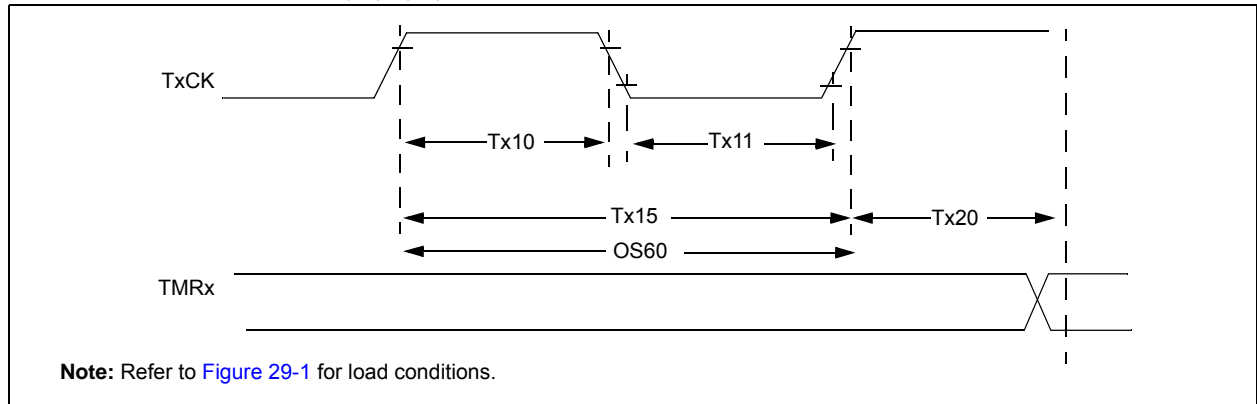 TxCK
Tx10
Tx11
Tx15
Tx20
OS60
TMRx
Note: Refer to Figure 29-1 for load conditions.